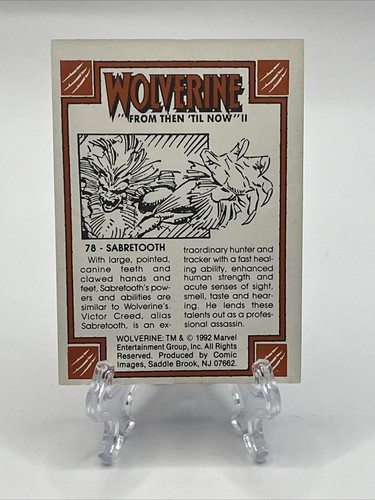 WOLVERINE
"FROM THEN 'TIL NOW" II
78 - SABRETOOTH
With large, pointed,
canine teeth and
clawed hands and
feet, Sabretooth's pow-
ers and abilities are
similar to Wolverine's.
Victor Creed, alias
Sabretooth, is an ex-
traordinary hunter and
tracker with a fast heal-
ing ability, enhanced
human strength and
acute senses of sight,
smell, taste and hear-
ing. He lends these
talents out as a profes-
sional assassin.
WOLVERINE: TM & © 1992 Marvel
Entertainment Group, Inc. All Rights
Reserved. Produced by Comic
Images, Saddle Brook, NJ 07662.